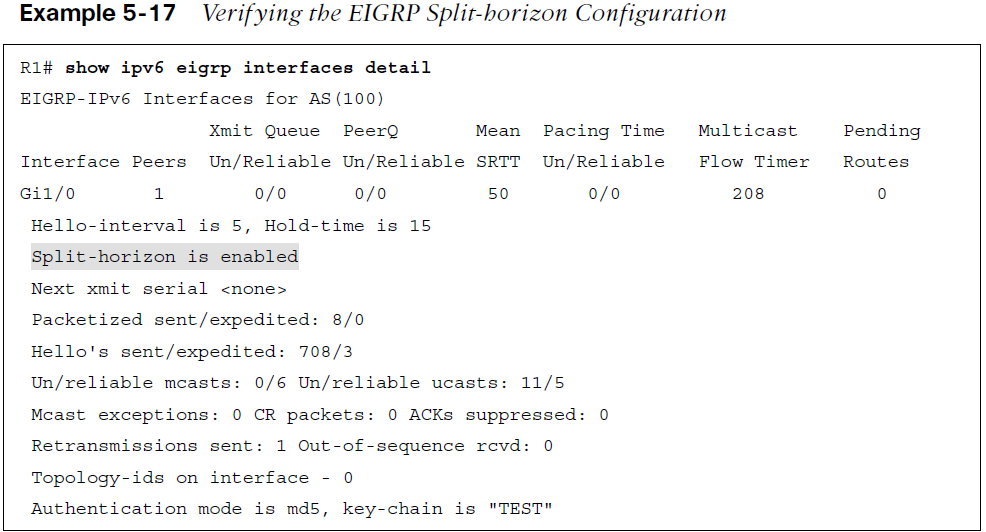 Example 5-17 Verifying the EIGRP Split-horizon Configuration
R1# show ipv6 eigrp interfaces detail
EIGRP-IPv6 Interfaces for AS(100)
Xmit Queue PeerQ Mean Pacing Time Multicast Pending
Interface Peers Un/Reliable Un/Reliable SRTT Un/Reliable Flow Timer Routes
Gi1/0 1 0/0 0/0 50 0/0 208 0
Hello-interval is 5, Hold-time is 15
Split-horizon is enabled
Next xmit serial <none>
Packetized sent/expedited: 8/0
Hello's sent/expedited: 708/3
Un/reliable mcasts: 0/6 Un/reliable ucasts: 11/5
Mcast exceptions: 0 CR packets: 0 ACKs suppressed: 0
Retransmissions sent: 1 Out-of-sequence rcvd: 0
Topology-ids on interface - 0
Authentication mode is md5, key-chain is "TEST"